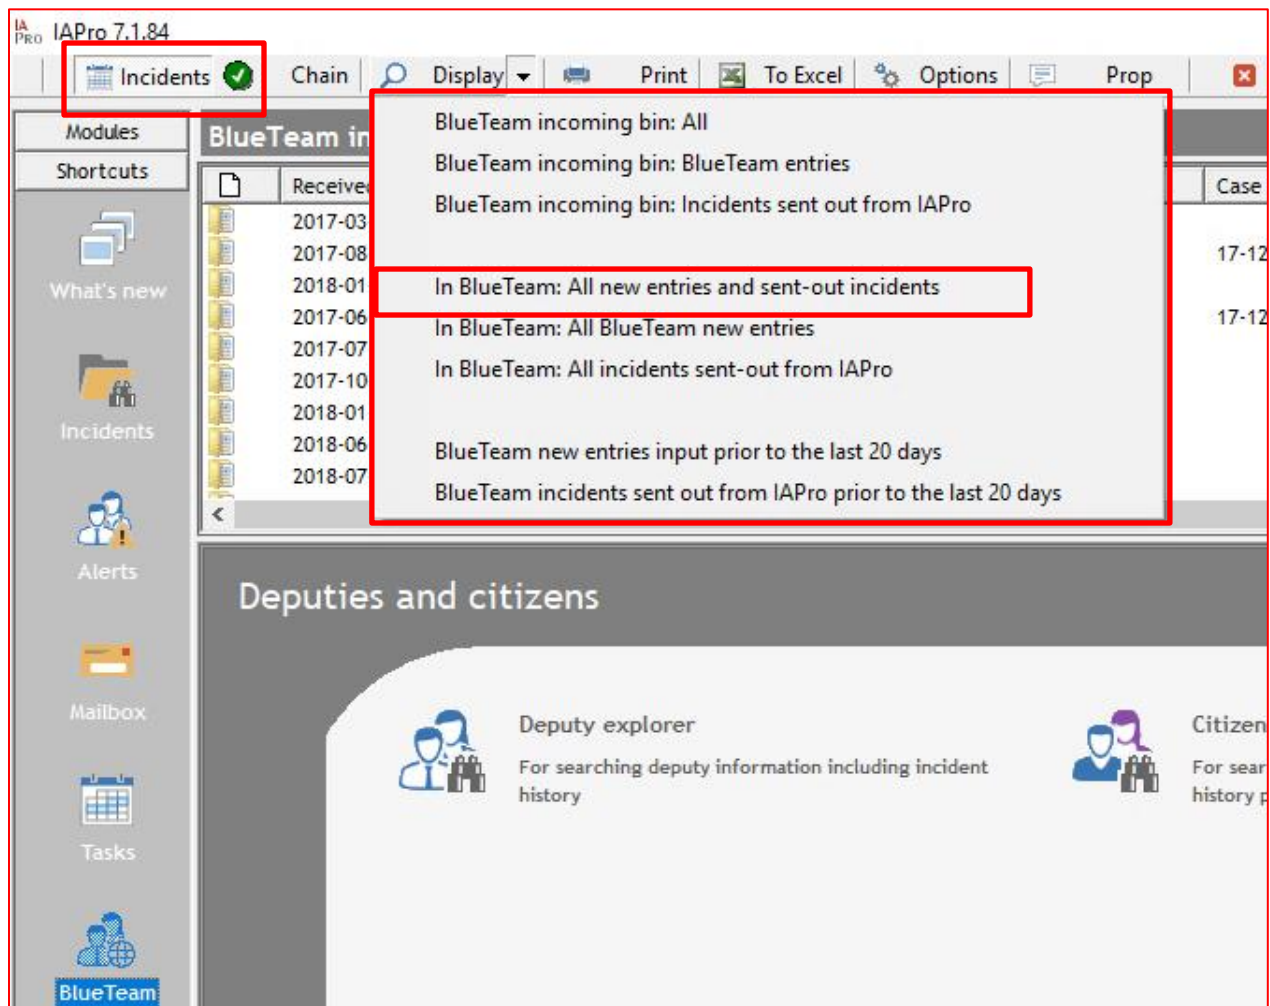 IA
PRO IAPro 7.1.84
Incidents Chain Display Print To Excel Options Prop
Modules
Shortcuts
What's new
Incidents
Alerts
Mailbox
Tasks
BlueTeam
BlueTeam in
Received
Case
2017-03
2017-08
17-12
2018-01
2017-06
17-12
2017-07
2017-10
2018-01
2018-06
2018-07
BlueTeam incoming bin: All
BlueTeam incoming bin: BlueTeam entries
BlueTeam incoming bin: Incidents sent out from IAPro
In BlueTeam: All new entries and sent-out incidents
In BlueTeam: All BlueTeam new entries
In BlueTeam: All incidents sent-out from IAPro
BlueTeam new entries input prior to the last 20 days
BlueTeam incidents sent out from IAPro prior to the last 20 days
Deputies and citizens
Deputy explorer
For searching deputy information including incident
history
Citizen
For sear
history p